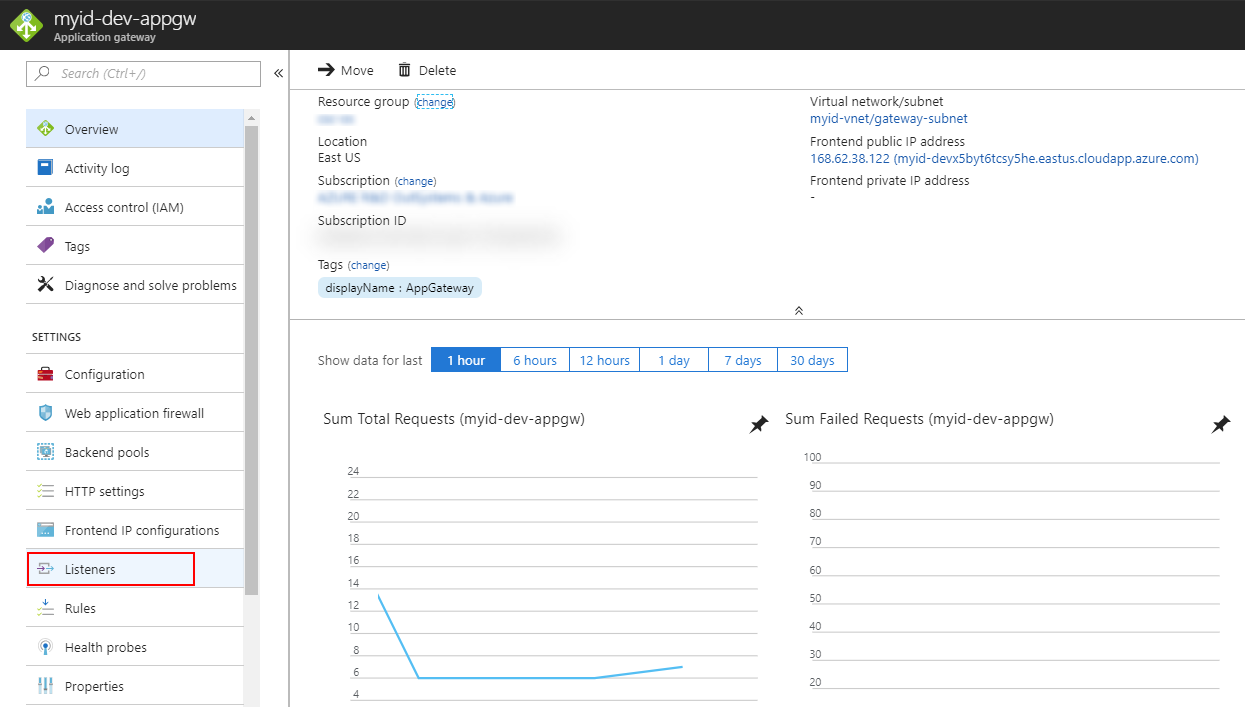 myid-dev-appgw
Application gateway
Search (Ctrl+/)
«
Overview
Activity log
Access control (IAM)
Tags
Diagnose and solve problems
SETTINGS
Configuration
Web application firewall
Backend pools
HTTP settings
Frontend IP configurations
Listeners
Rules
Health probes
Properties
Move
Delete
Resource group (change)
Location
East US
Subscription (change)
Subscription ID
Tags (change)
displayName : AppGateway
Virtual network/subnet
myid-vnet/gateway-subnet
Frontend public IP address
168.62.38.122 (myid-devx5byt6tcsy5he.eastus.cloudapp.azure.com)
Frontend private IP address
-
Show data for last
1 hour
6 hours
12 hours
1 day
7 days
30 days
Sum Total Requests (myid-dev-appgw)
24
22
20
18
16
14
12
10
8
6
4
Sum Failed Requests (myid-dev-appgw)
100
90
80
70
60
50
40
30
20